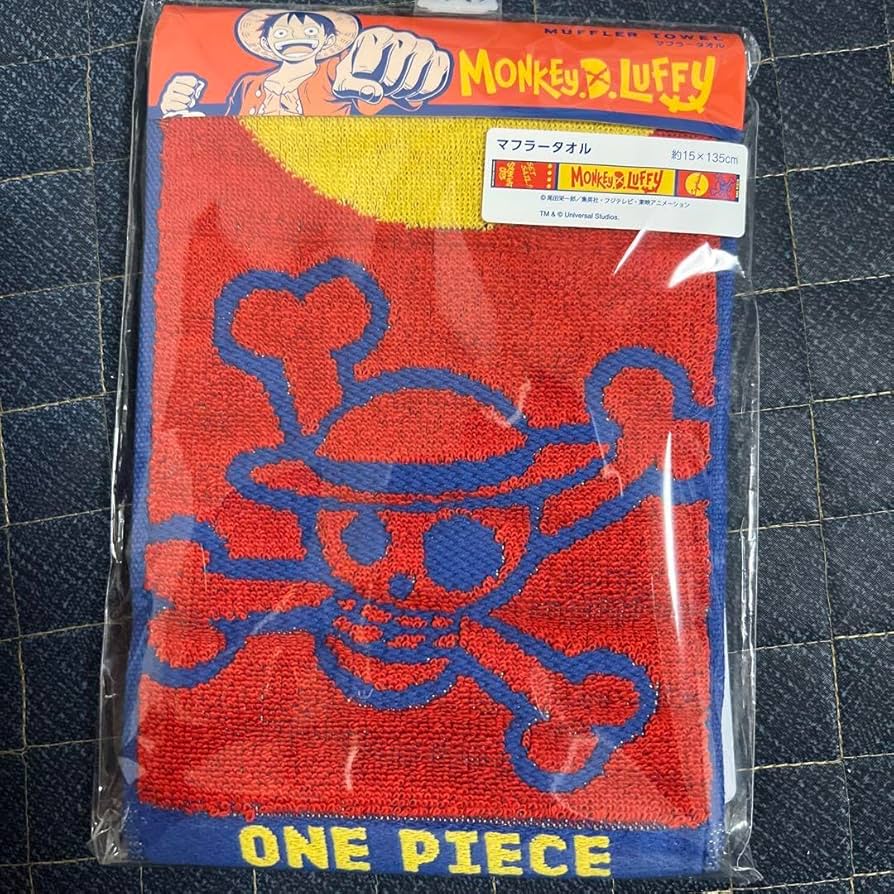 MUFFLER TOWEL
マフラータオル
MONKEY.D.LUFFY
マフラータオル
約15×135cm
MONKEY.D.LUFFY
©尾田栄一郎／集英社・フジテレビ・東映アニメーション
TM & © Universal Studios.
ONE PIECE